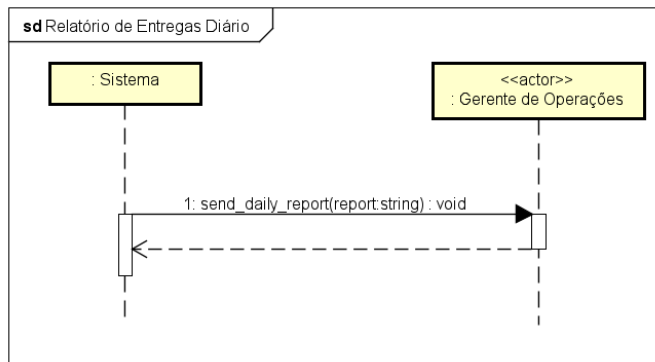 sd Relatório de Entregas Diário
: Sistema
<<actor>>
: Gerente de Operações
1: send_daily_report(report:string) : void